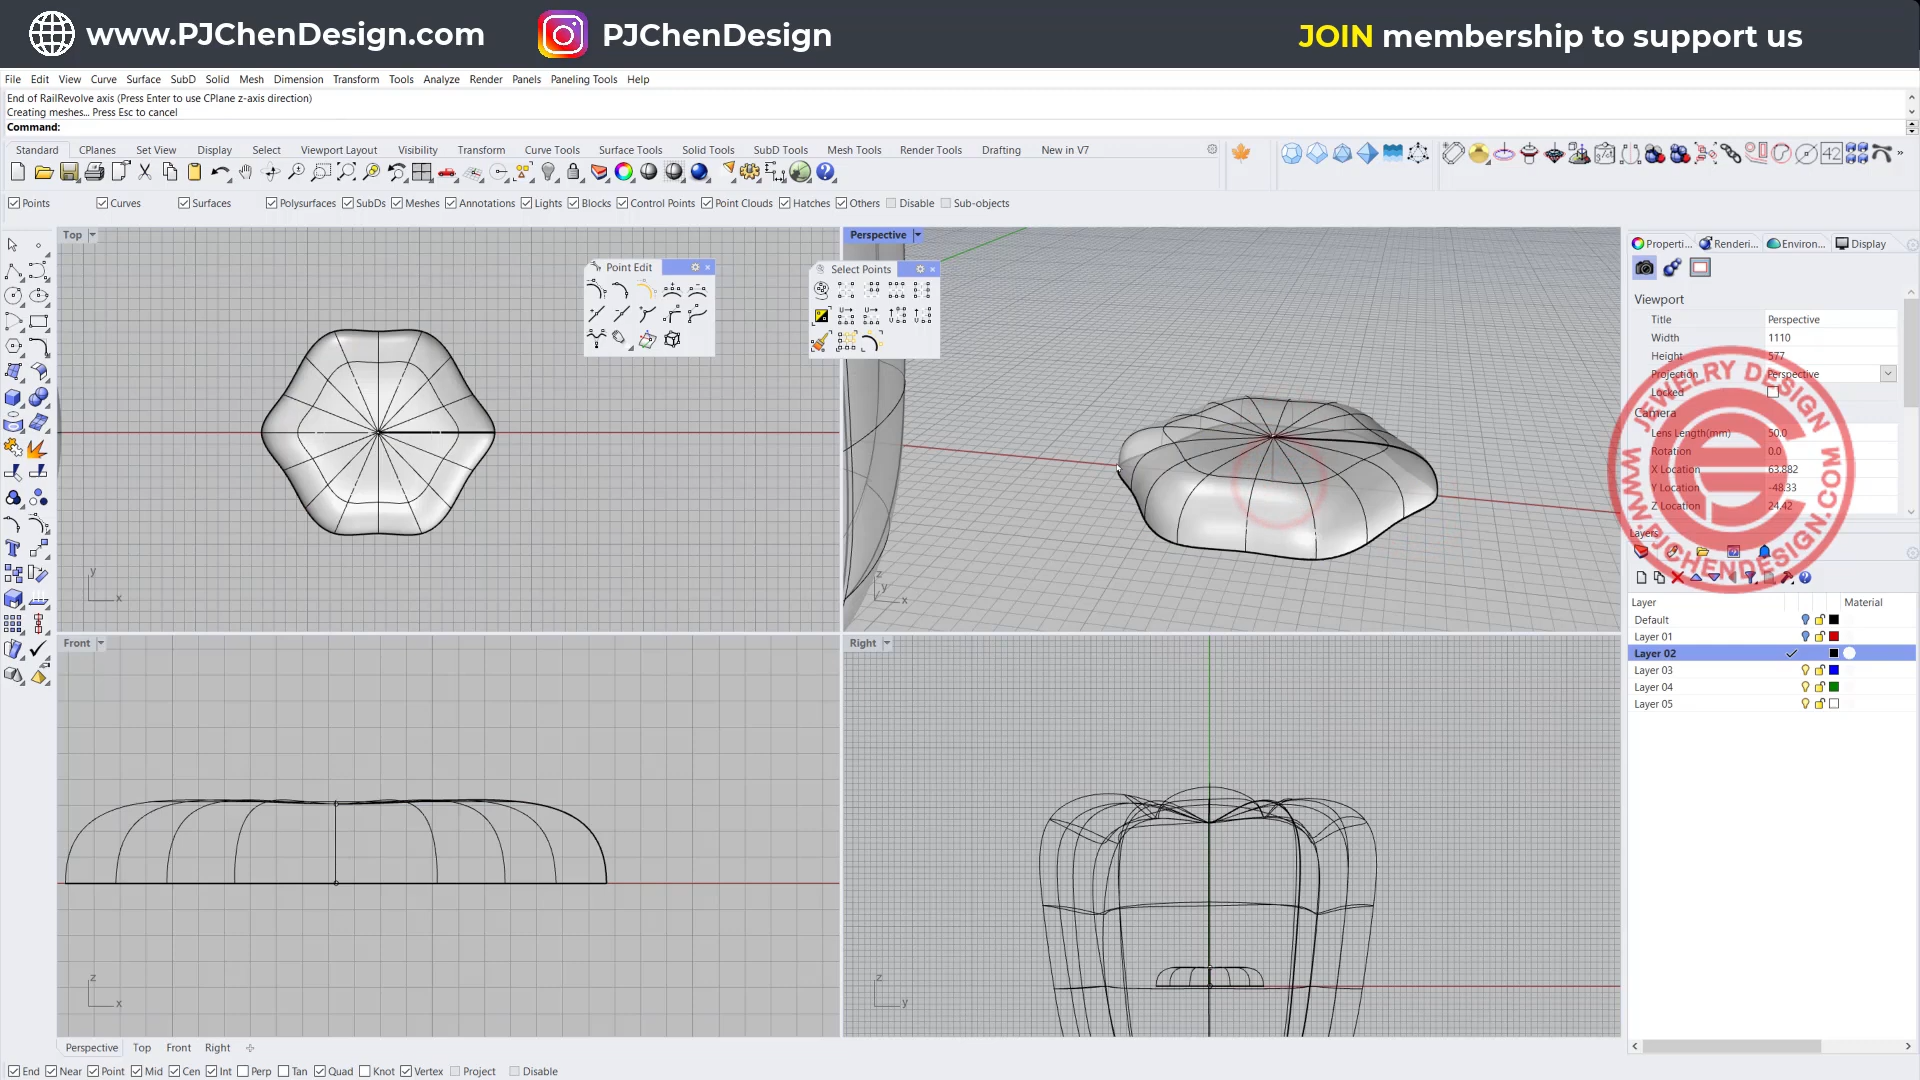 www.PJChenDesign.com PJChenDesign JOIN membership to support us
File Edit View Curve Surface SubD Solid Mesh Dimension Transform Tools Analyze Render Panels Paneling Tools Help
End of RailRevolve axis (Press Enter to use CPlane z-axis direction)
Creating meshes... Press Esc to cancel
Command:
Standard CPlanes Set View Display Select Viewport Layout Visibility Transform Curve Tools Surface Tools Solid Tools SubD Tools Mesh Tools Render Tools Drafting New in V7
42
Points Curves Surfaces Polysurfaces SubDs Meshes Annotations Lights Blocks Control Points Point Clouds Hatches Others Disable Sub-objects
Top
Point Edit
Perspective
Select Points
Properti... Renderi... Environ... Display
Viewport
Title Perspective
Width 1110
Height 577
Projection Perspective
Locked
Camera
Lens Length(mm) 50.0
Rotation 0.0
X Location 63.882
Y Location -48.33
Z Location 24.42
JEWELRY DESIGN
WWW.PJCHENDESIGN.COM
Layers
Layer Material
Default
Layer 01
Layer 02
Layer 03
Layer 04
Layer 05
y
x
z
y
x
Front
z
x
Right
z
y
Perspective Top Front Right
End Near Point Mid Cen Int Perp Tan Quad Knot Vertex Project Disable